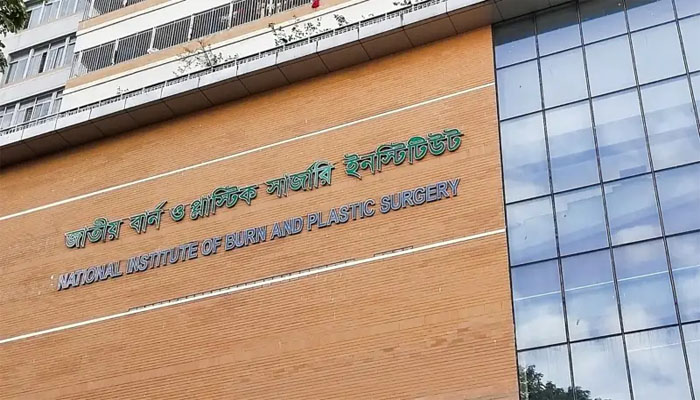 জাতীয় বার্ন ও প্লাস্টিক সার্জারি ইনস্টিটিউট
NATIONAL INSTITUTE OF BURN AND PLASTIC SURGERY